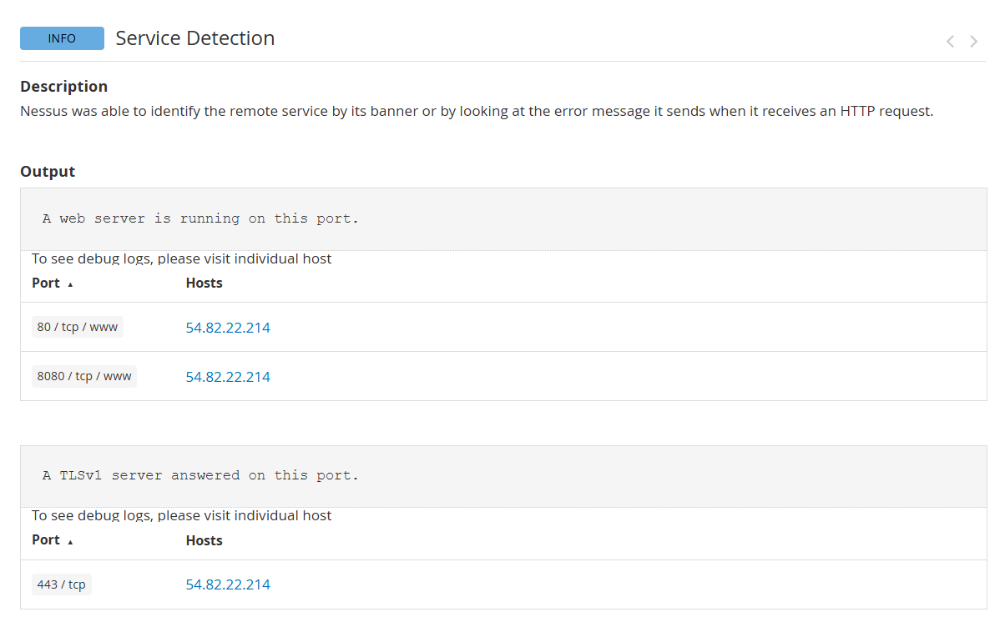 INFO Service Detection
Description
Nessus was able to identify the remote service by its banner or by looking at the error message it sends when it receives an HTTP request.
Output
A web server is running on this port.
To see debug logs, please visit individual host
Port ▲ Hosts
80 / tcp / www 54.82.22.214
8080 / tcp / www 54.82.22.214
A TLSv1 server answered on this port.
To see debug logs, please visit individual host
Port ▲ Hosts
443 / tcp 54.82.22.214